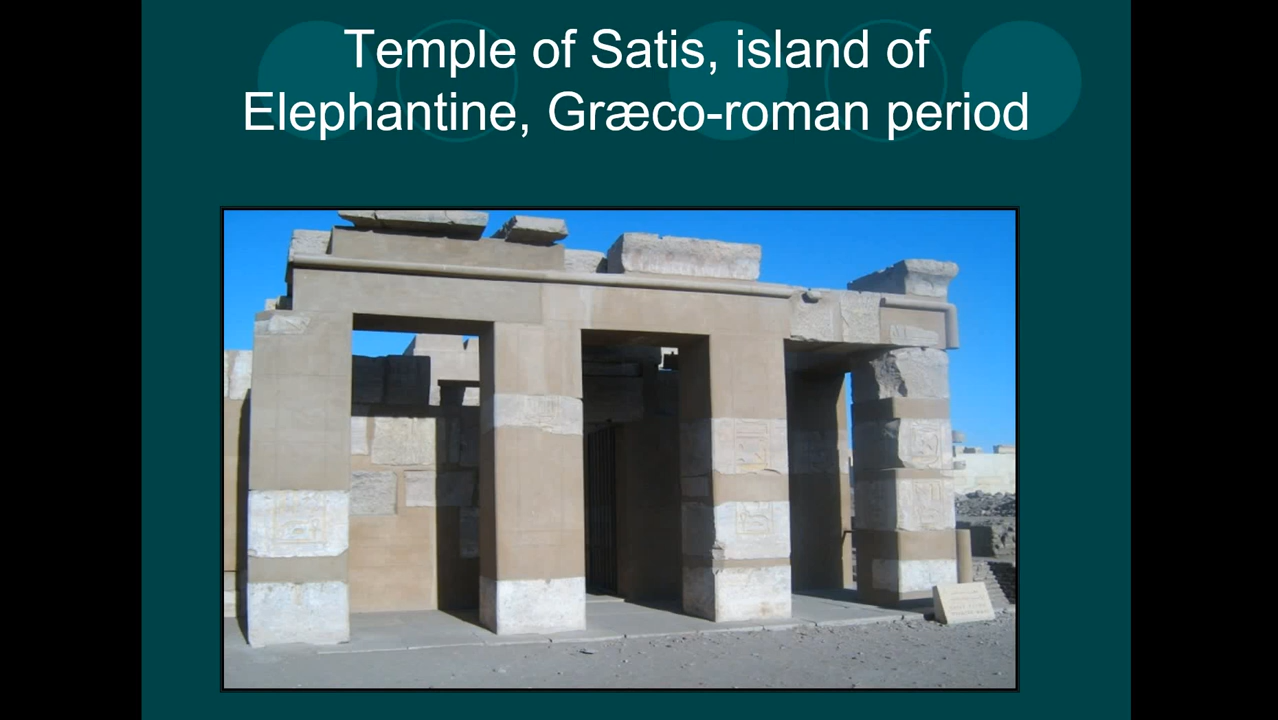 Temple of Satis, island of
Elephantine, Græco-roman period